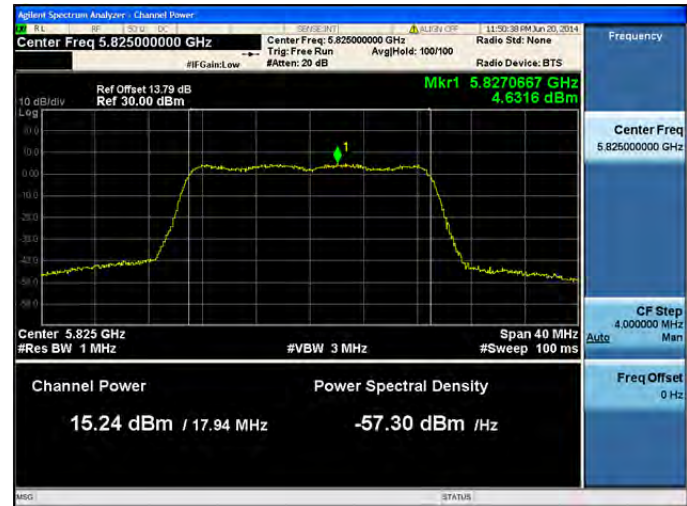 Agilent Spectrum Analyzer - Channel Power
RL RF 50 Ω DC SENSE:INT ALIGN OFF 11:50:38 PM Jun 20, 2014
Center Freq 5.825000000 GHz Center Freq: 5.825000000 GHz Radio Std: None
Trig: Free Run Avg|Hold: 100/100
#IFGain:Low #Atten: 20 dB Radio Device: BTS
Frequency
Mkr1 5.8270667 GHz
4.6316 dBm
Ref Offset 13.79 dB
10 dB/div Ref 30.00 dBm
Log
Center Freq
5.825000000 GHz
0.00
Center 5.825 GHz Span 40 MHz
#Res BW 1 MHz #VBW 3 MHz #Sweep 100 ms
CF Step
4.000000 MHz
Auto Man
Channel Power Power Spectral Density
15.24 dBm / 17.94 MHz -57.30 dBm /Hz
Freq Offset
0 Hz
1
MSG STATUS